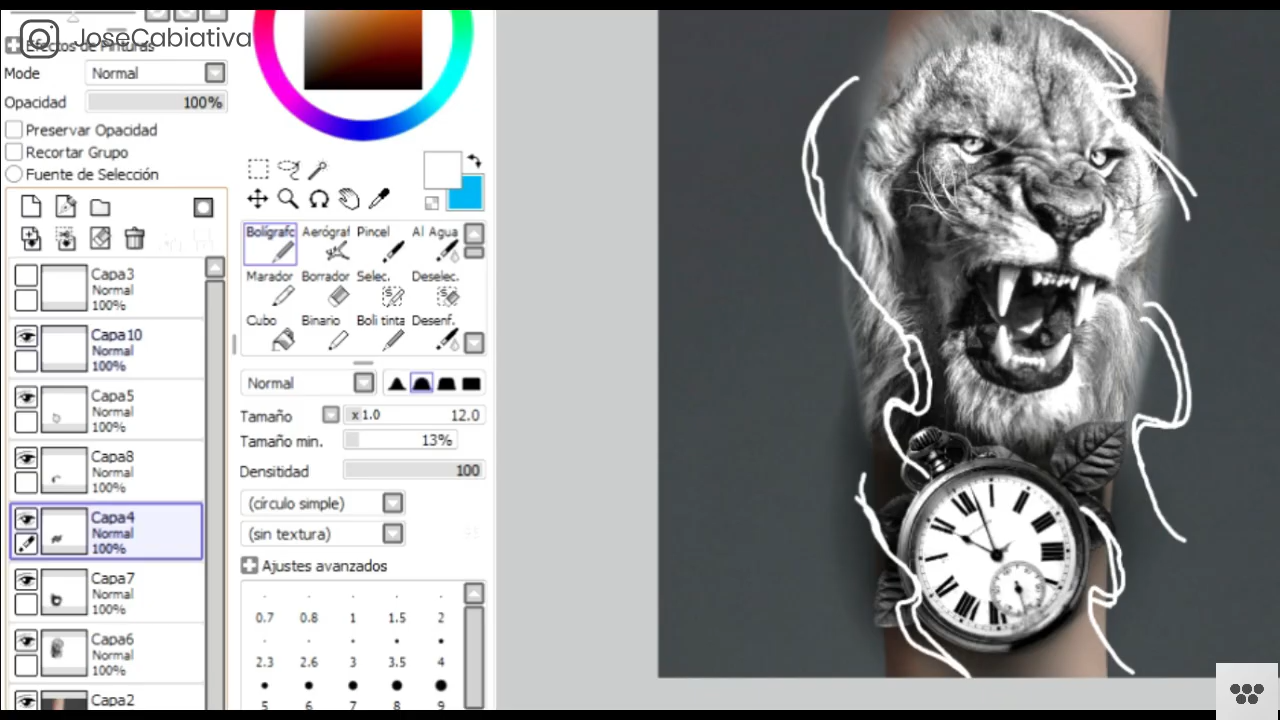 JoseCabiativa
Efectos de Pinturas
Mode Normal
Opacidad 100%
Preservar Opacidad
Recortar Grupo
Fuente de Selección
Capa3
Normal
100%
Capa10
Normal
100%
Capa5
Normal
100%
Capa8
Normal
100%
Capa4
Normal
100%
Capa7
Normal
100%
Capa6
Normal
100%
Capa2
Bolígrafo Aerógraf Pincel Al Agua
Marador Borrador Selec. Deselec.
Cubo Binario Boli tinta Desenf.
Normal
Tamaño x 1.0 12.0
Tamaño min. 13%
Densitidad 100
(círculo simple)
(sin textura)
Ajustes avanzados
0.7 0.8 1 1.5 2
2.3 2.6 3 3.5 4
5 6 7 8 9